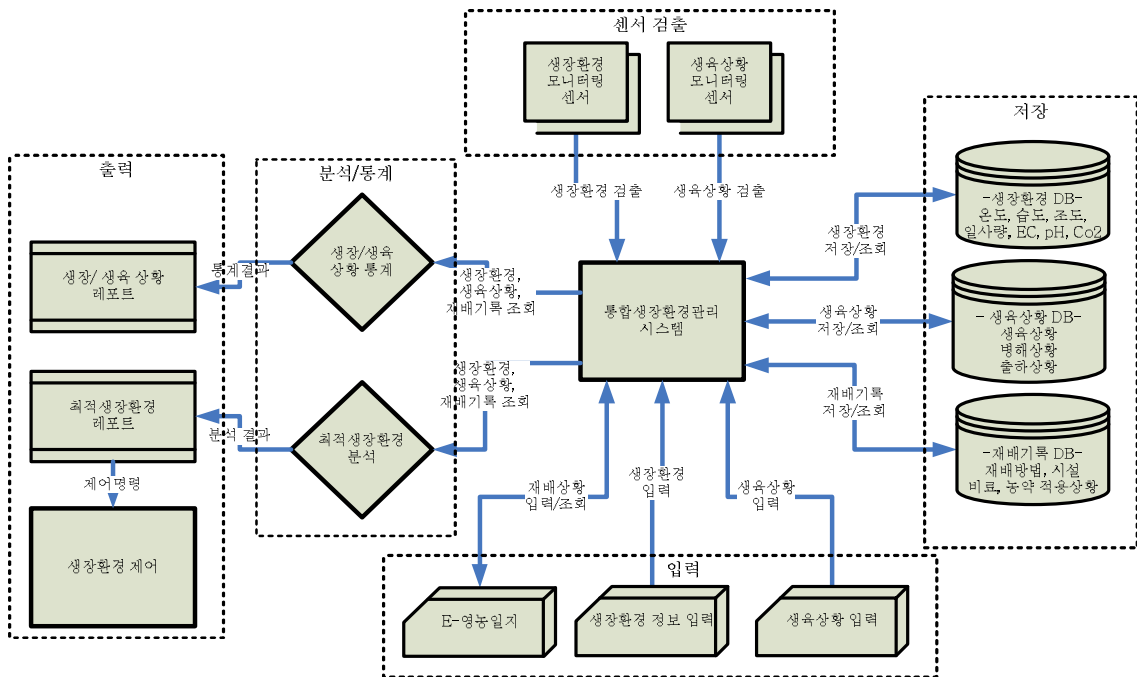 센서 검출
생장환경
모니터링
센서
생육상황
모니터링
센서
생장환경 검출
생육상황 검출
저장
-생장환경 DB-
온도, 습도, 조도,
일사량, EC, pH, Co2
- 생육상황 DB-
생육상황
병해상황
출하상황
-재배기록 DB-
재배방법, 시설
비료, 농약 적용상황
생장환경
저장/조회
생육상황
저장/조회
재배기록
저장/조회
통합생장환경관리
시스템
분석/통계
생장/생육
상황 통계
최적생장환경
분석
생장환경,
생육상황,
재배기록 조회
생장환경,
생육상황,
재배기록 조회
출력
생장/ 생육 상황
레포트
통계결과
최적생장환경
레포트
분석 결과
제어명령
생장환경 제어
재배상황
입력/조회
생장환경
입력
생육상황
입력
입력
E-영농일지
생장환경 정보 입력
생육상황 입력